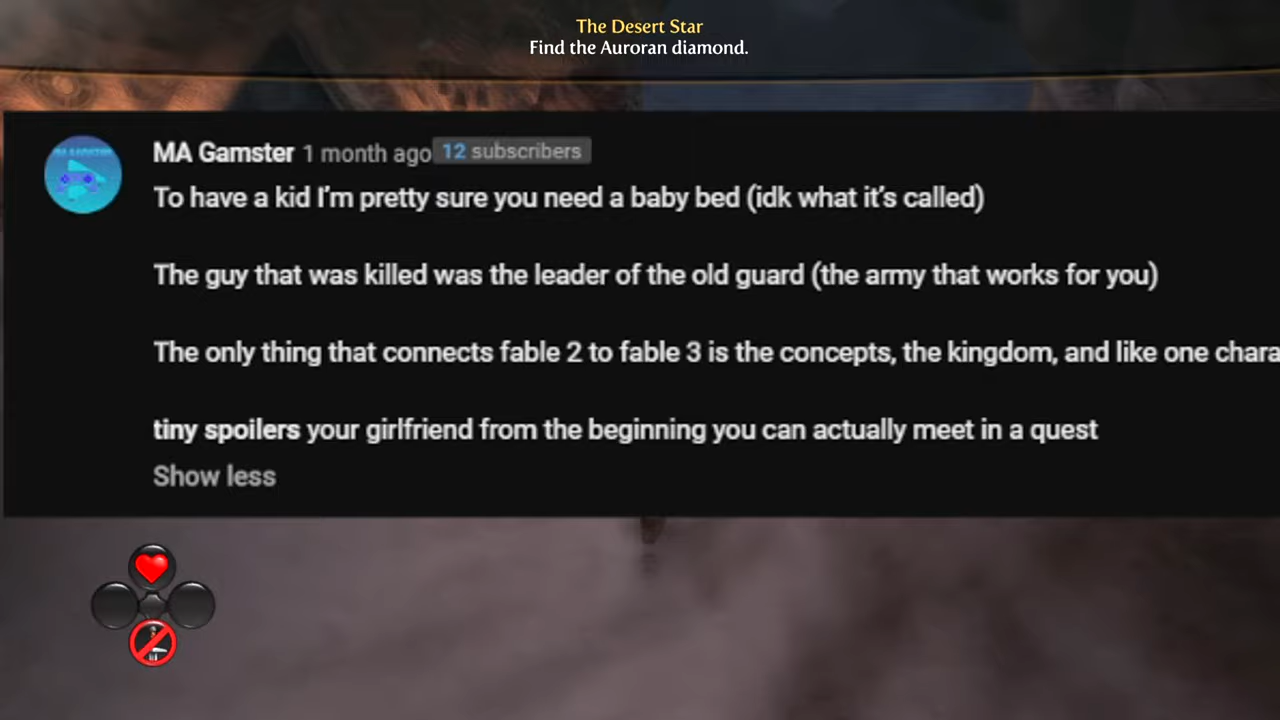 The Desert Star
Find the Auroran diamond.
MA Gamster 1 month ago 12 subscribers
To have a kid I'm pretty sure you need a baby bed (idk what it's called)
The guy that was killed was the leader of the old guard (the army that works for you)
The only thing that connects fable 2 to fable 3 is the concepts, the kingdom, and like one chara
tiny spoilers your girlfriend from the beginning you can actually meet in a quest
Show less